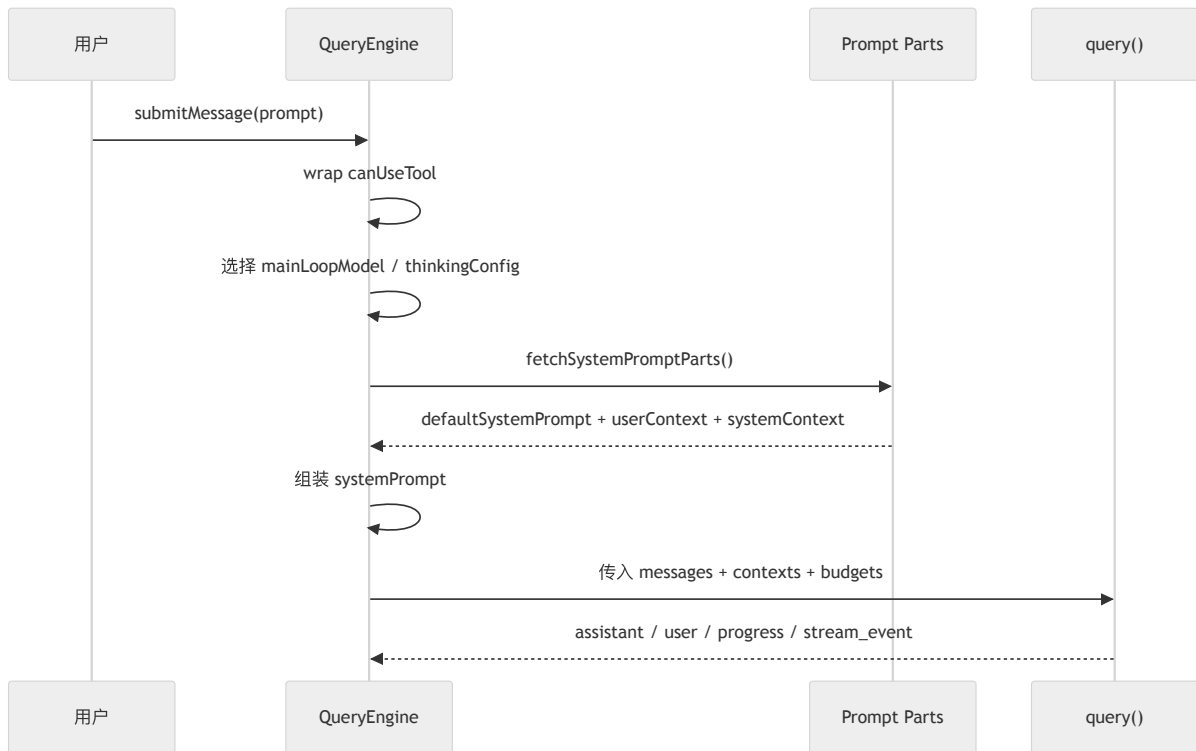 用户
QueryEngine
Prompt Parts
query()
submitMessage(prompt)
wrap canUseTool
选择 mainLoopModel / thinkingConfig
fetchSystemPromptParts()
defaultSystemPrompt + userContext + systemContext
组装 systemPrompt
传入 messages + contexts + budgets
assistant / user / progress / stream_event
用户
QueryEngine
Prompt Parts
query()